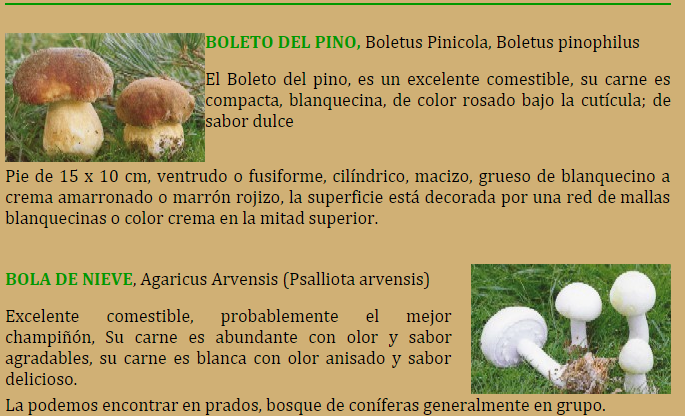 BOLETO DEL PINO, Boletus Pinicola, Boletus pinophilus
El Boleto del pino, es un excelente comestible, su carne es
compacta, blanquecina, de color rosado bajo la cutícula; de
sabor dulce
Pie de 15 x 10 cm, ventrudo o fusiforme, cilíndrico, macizo, grueso de blanquecino a
crema amarronado o marrón rojizo, la superficie está decorada por una red de mallas
blanquecinas o color crema en la mitad superior.
BOLA DE NIEVE, Agaricus Arvensis (Psalliota arvensis)
Excelente comestible, probablemente el mejor
champiñón, Su carne es abundante con olor y sabor
agradables, su carne es blanca con olor anisado y sabor
delicioso.
La podemos encontrar en prados, bosque de coníferas generalmente en grupo.